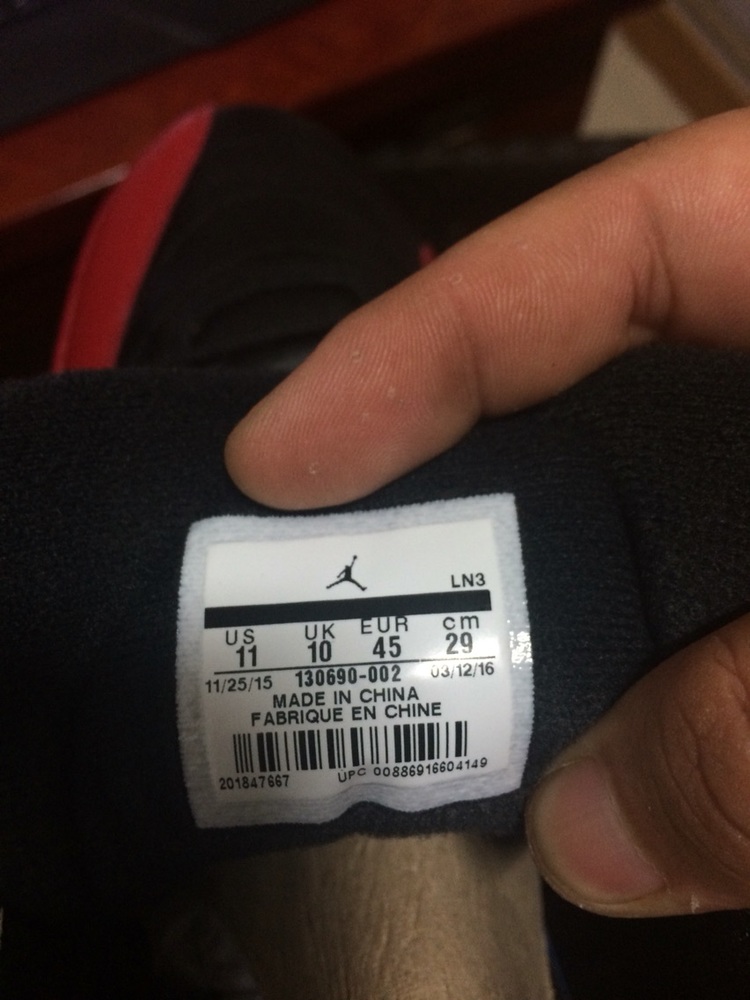 LN3
US UK EUR cm
11 10 45 29
11/25/15 130690-002 03/12/16
MADE IN CHINA
FABRIQUE EN CHINE
201847667 UPC 00886916604149